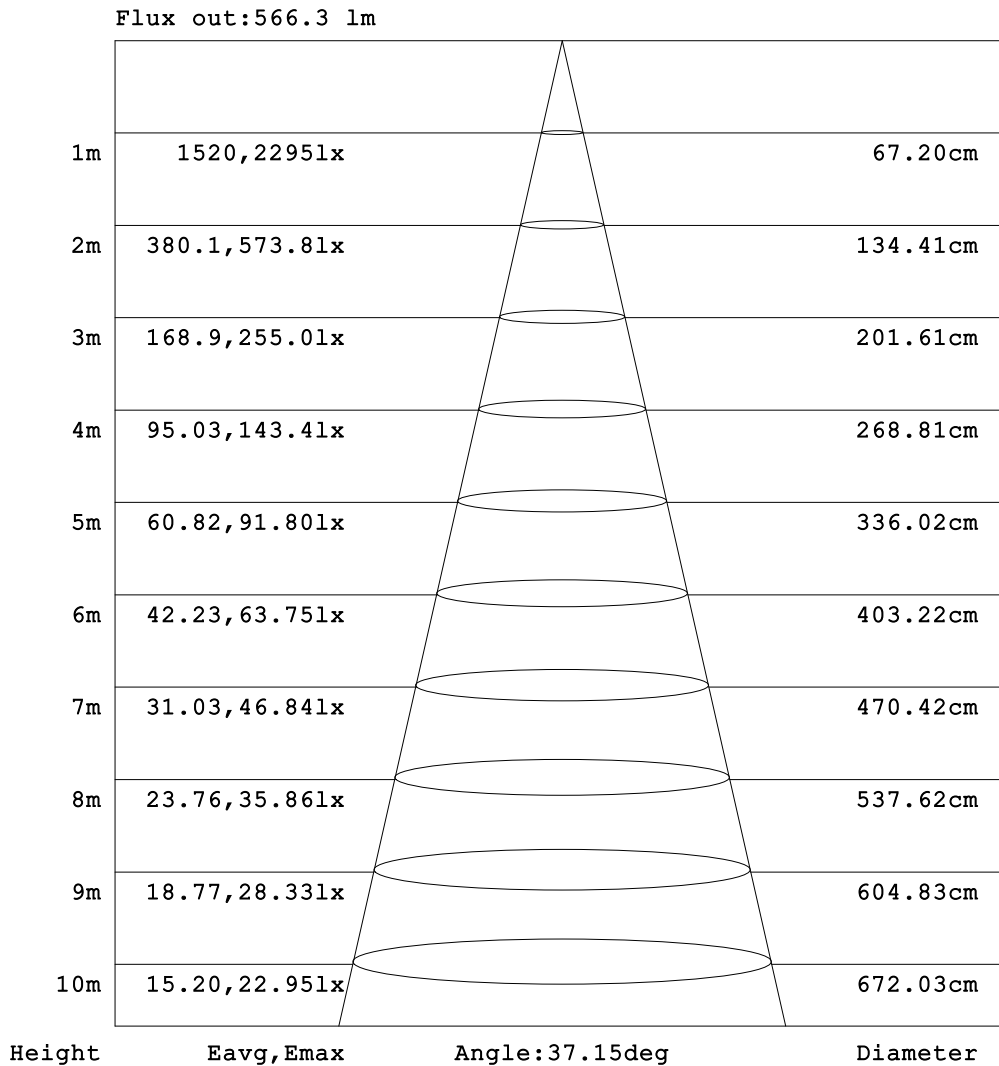 Flux out:566.3 lm
1m 1520,2295lx 67.20cm
2m 380.1,573.8lx 134.41cm
3m 168.9,255.0lx 201.61cm
4m 95.03,143.4lx 268.81cm
5m 60.82,91.80lx 336.02cm
6m 42.23,63.75lx 403.22cm
7m 31.03,46.84lx 470.42cm
8m 23.76,35.86lx 537.62cm
9m 18.77,28.33lx 604.83cm
10m 15.20,22.95lx 672.03cm
Height Eavg,Emax Angle:37.15deg Diameter